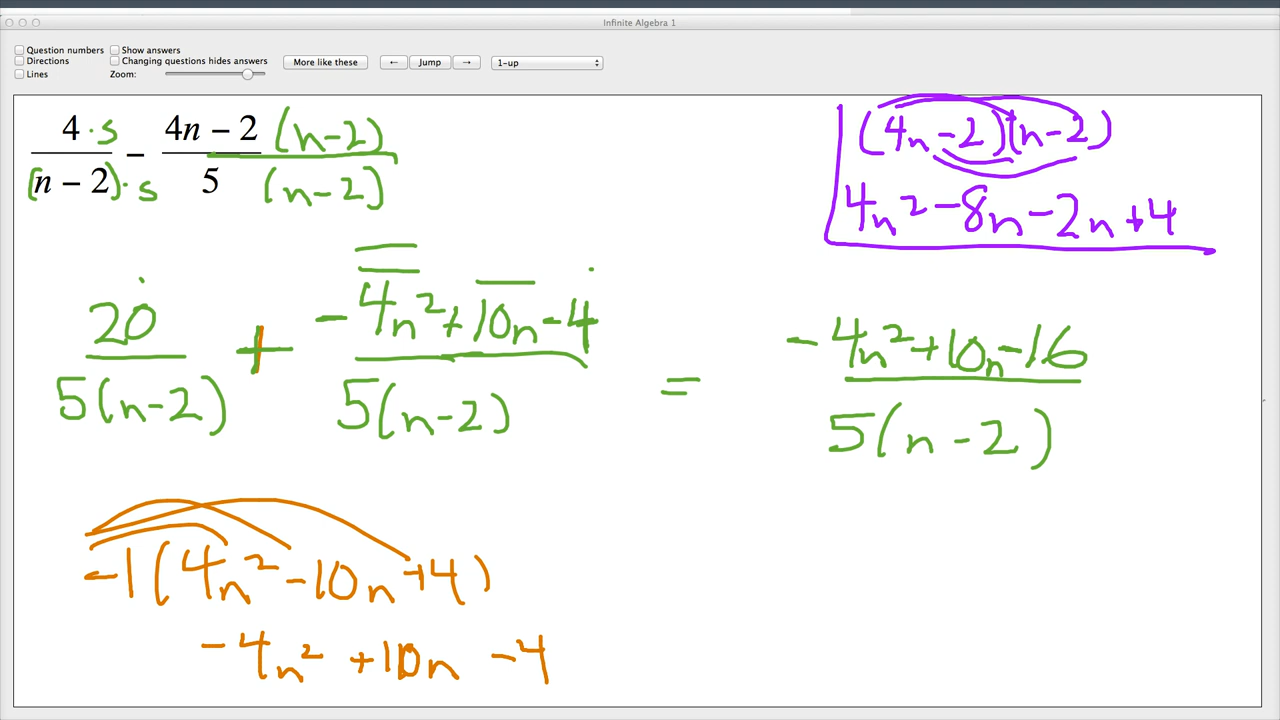 Infinite Algebra 1
Question numbers Show answers
Directions Changing questions hides answers More like these ← Jump → 1-up
Lines Zoom:
4 · 5 / (n − 2) · 5 − 4n − 2 (n-2) / 5 (n-2)
(4n-2)(n-2)
4n² - 8n - 2n + 4
20 / 5(n-2) + -4n² + 10n - 4 / 5(n-2) = -4n² + 10n - 16 / 5(n-2)
-1(4n² - 10n + 4)
-4n² + 10n - 4